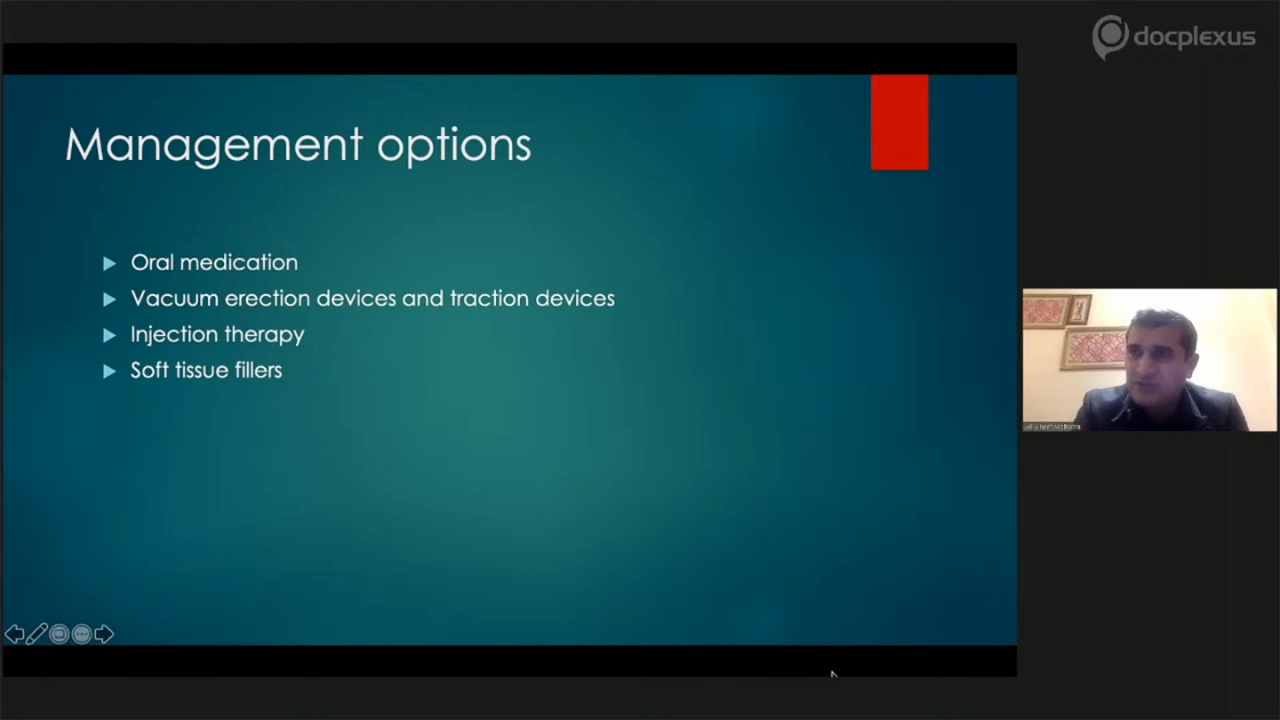 docplexus
Management options
Oral medication
Vacuum erection devices and traction devices
Injection therapy
Soft tissue fillers